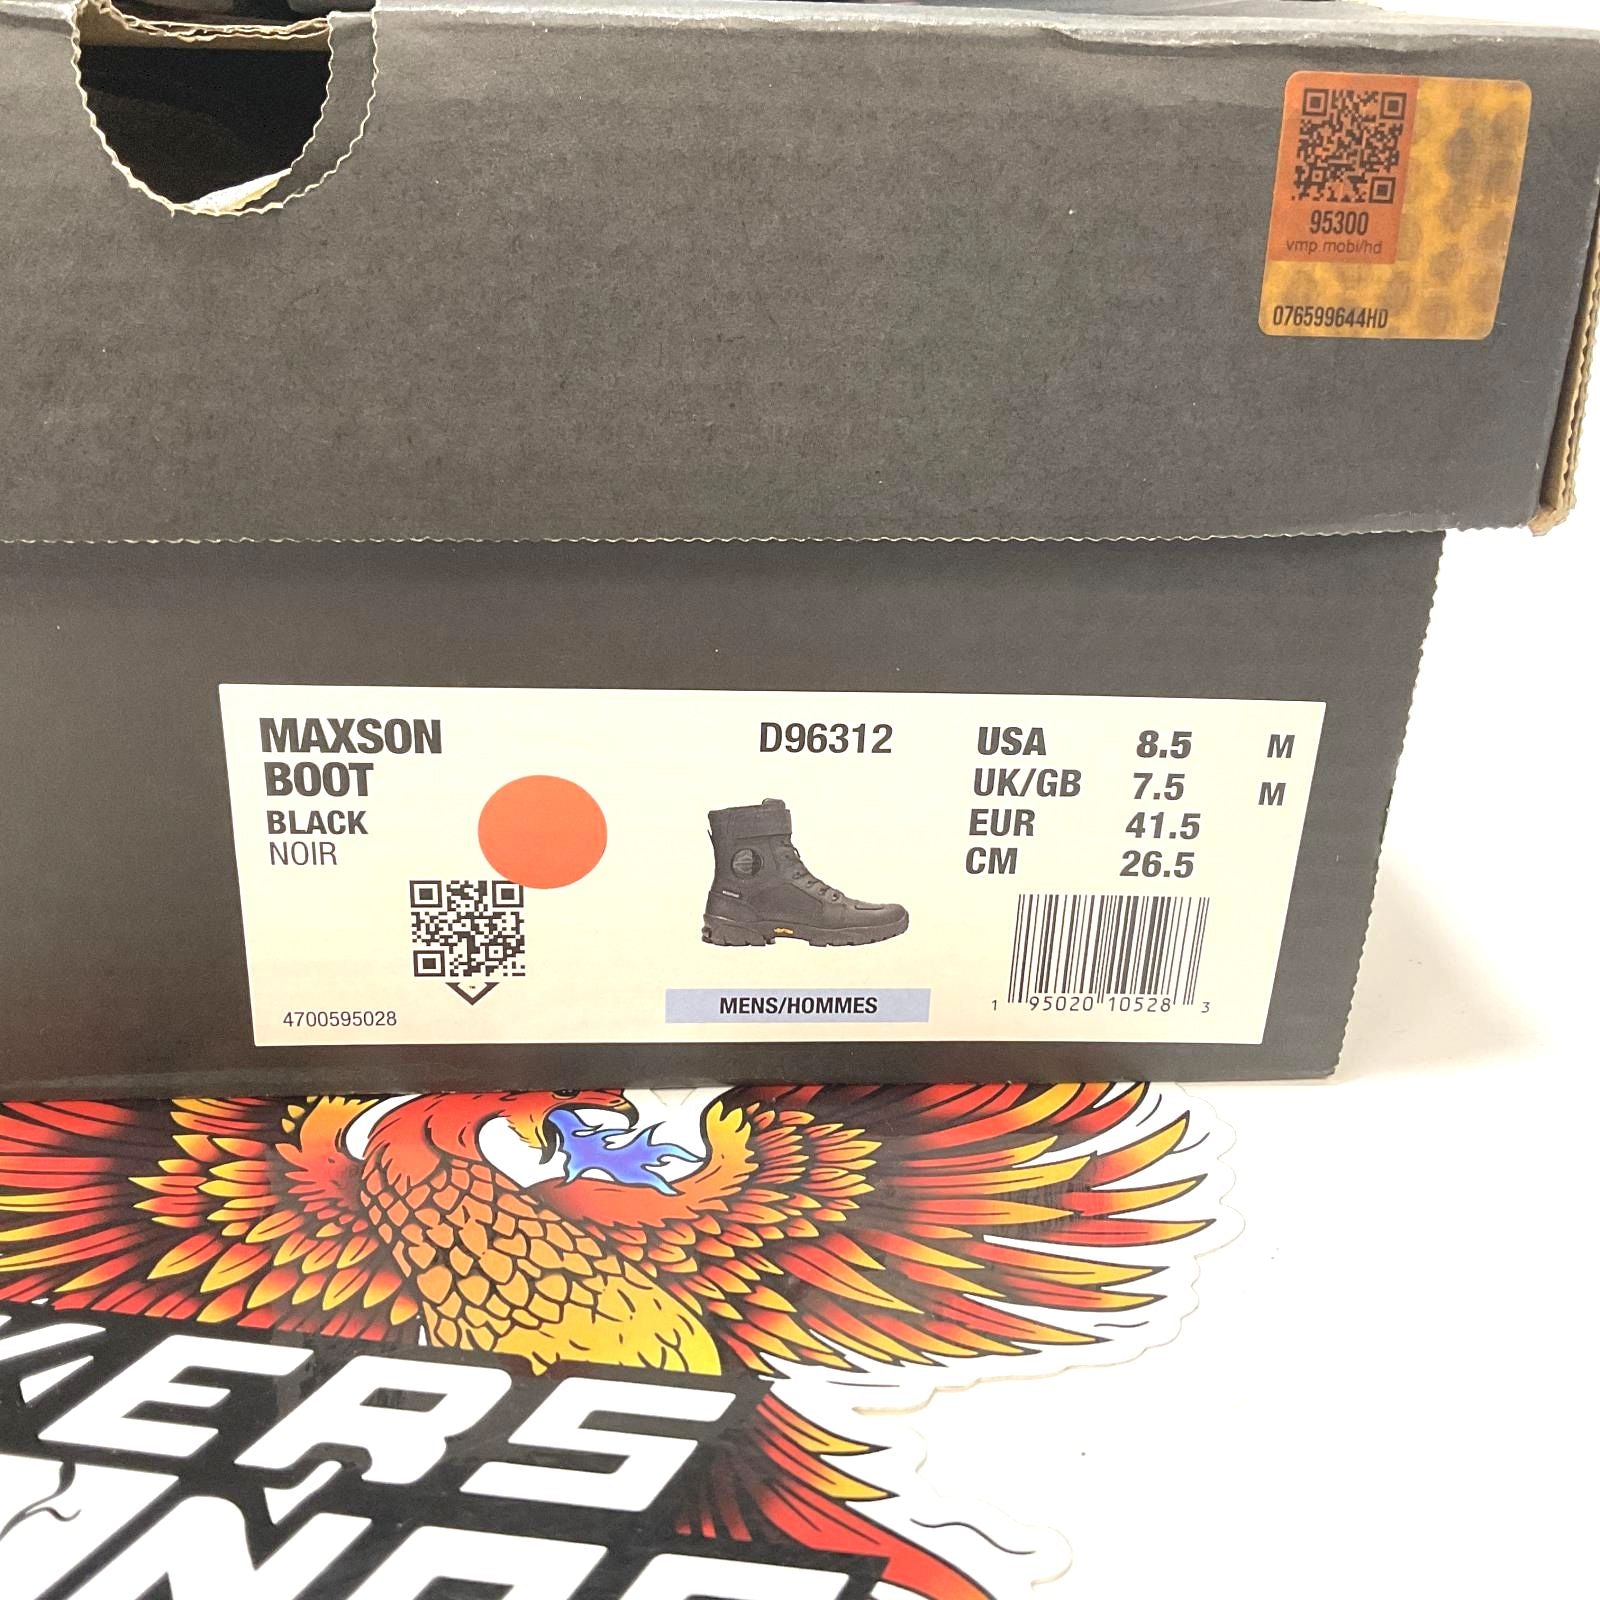 95300
vmp.mobi/hd
076599644HD
MAXSON
BOOT
BLACK
NOIR
4700595028
D96312
MENS/HOMMES
USA 8.5 M
UK/GB 7.5 M
EUR 41.5
CM 26.5
1 95020 10528 3
KERS